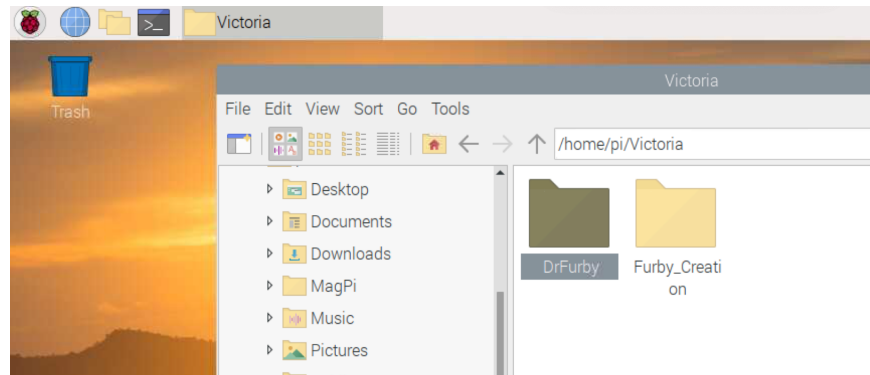 Victoria
Trash
Victoria
File Edit View Sort Go Tools
/home/pi/Victoria
Desktop
Documents
Downloads
MagPi
Music
Pictures
DrFurby
Furby_Creati
on